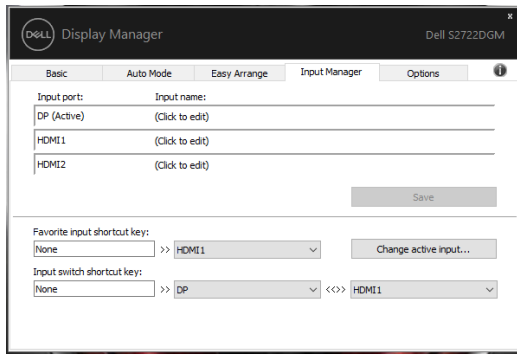 DELL Display Manager Dell S2722DGM x
Basic Auto Mode Easy Arrange Input Manager Options i
Input port: Input name:
DP (Active) (Click to edit)
HDMI1 (Click to edit)
HDMI2 (Click to edit)
Save
Favorite input shortcut key:
None >> HDMI1 Change active input...
Input switch shortcut key:
None >> DP <<>> HDMI1